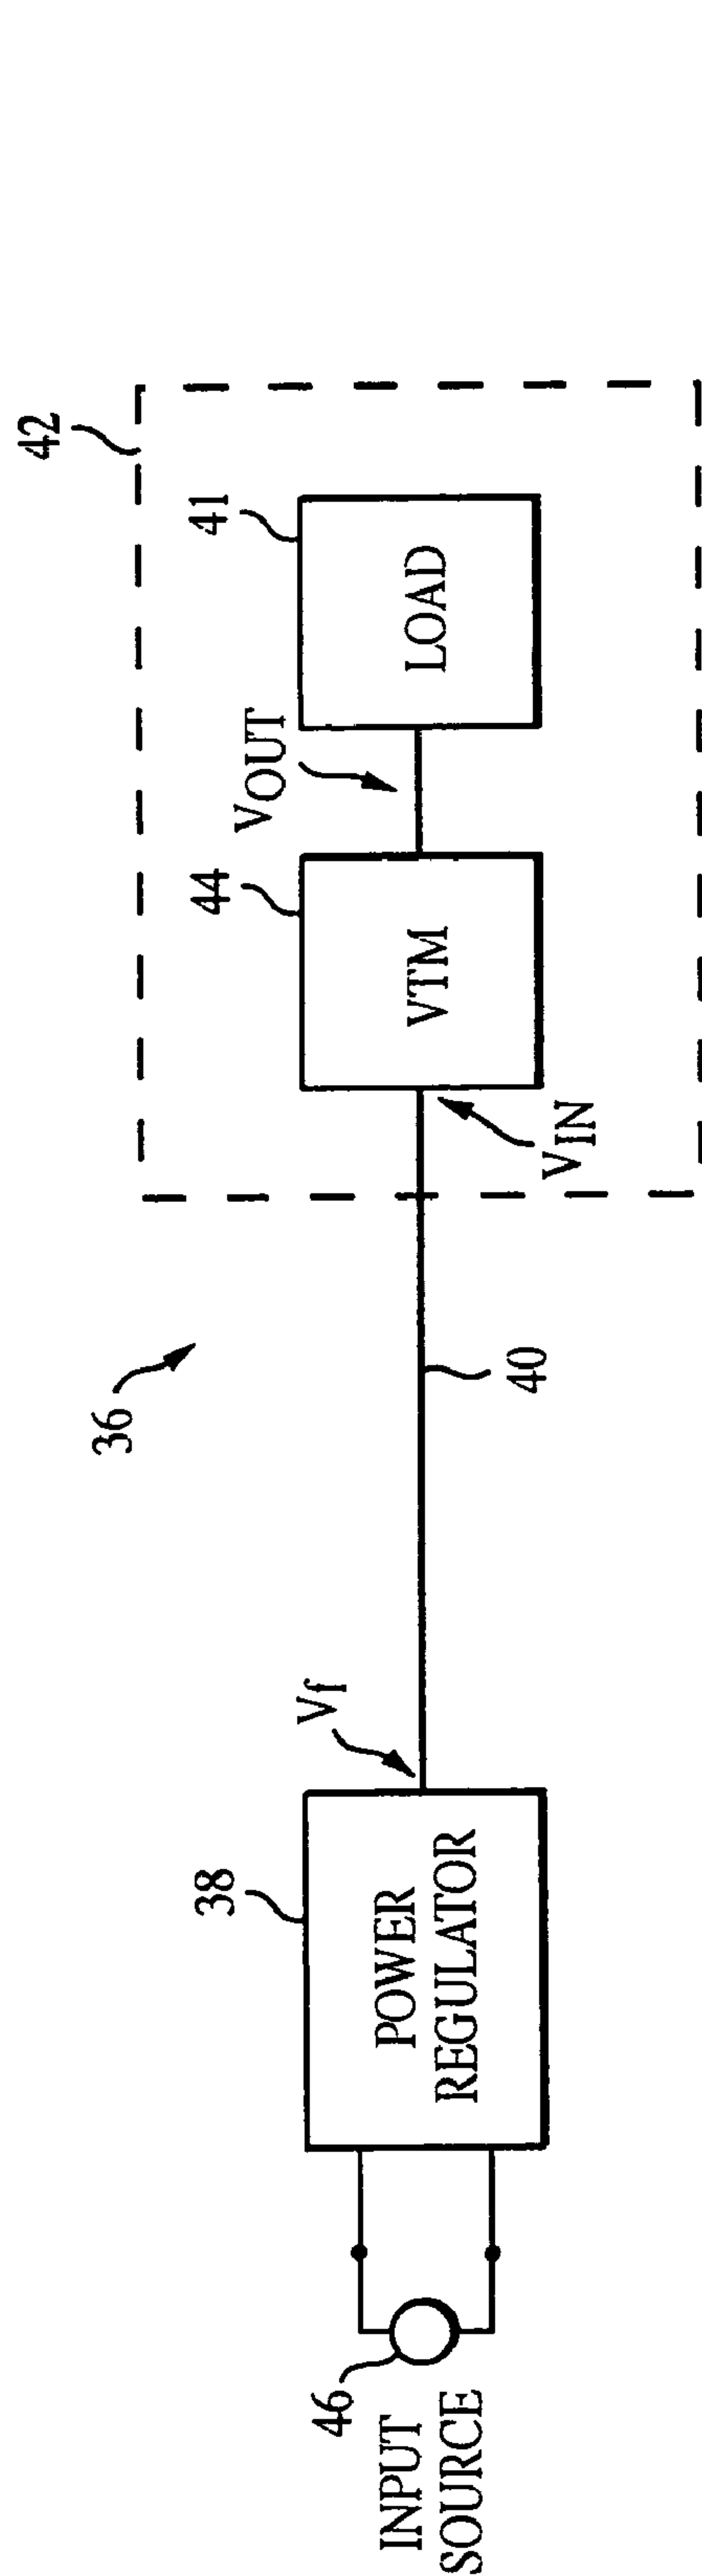 42
41
44
VOUT
LOAD
VTM
VIN
36
40
38
Vf
POWER
REGULATOR
46
INPUT
SOURCE